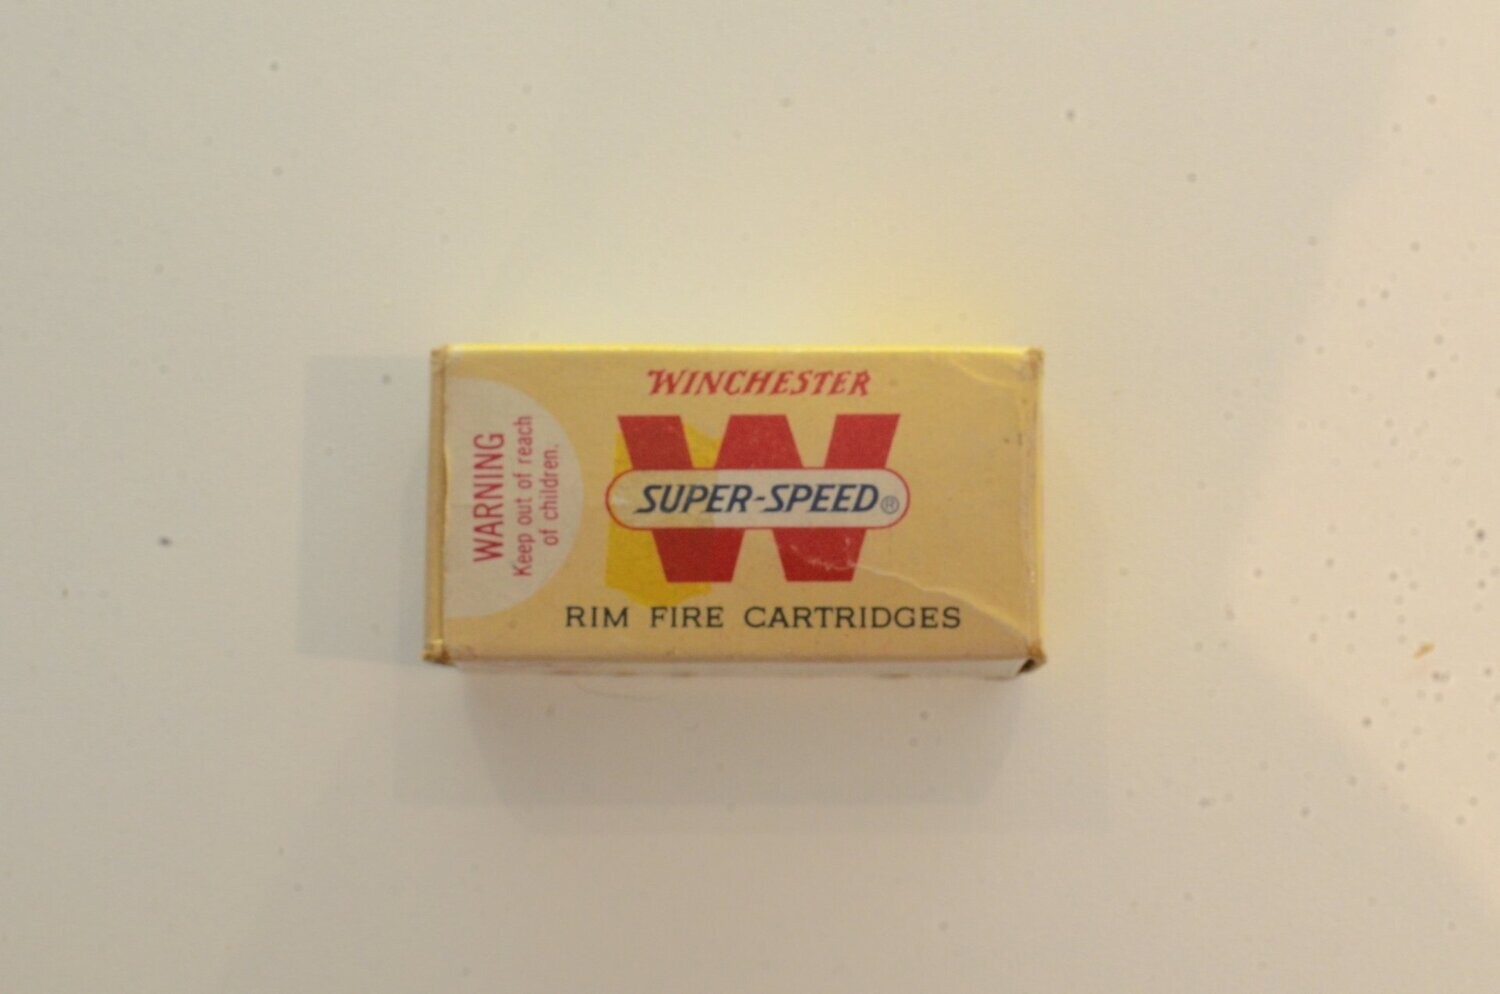 WINCHESTER
W
SUPER-SPEED®
RIM FIRE CARTRIDGES
WARNING
Keep out of reach
of children.